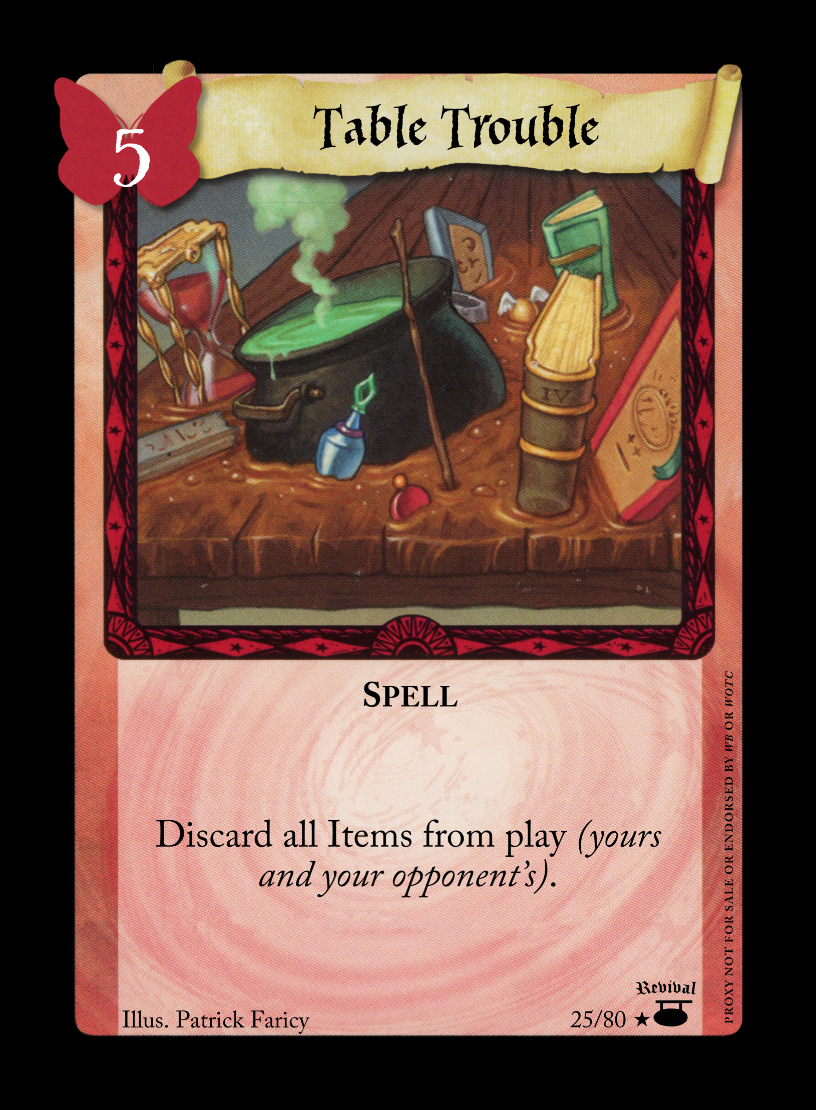 5
Table Trouble
IV
SPELL
Discard all Items from play (yours
and your opponent's).
PROXY NOT FOR SALE OR ENDORSED BY WB OR WOTC
Revival
Illus. Patrick Faricy
25/80